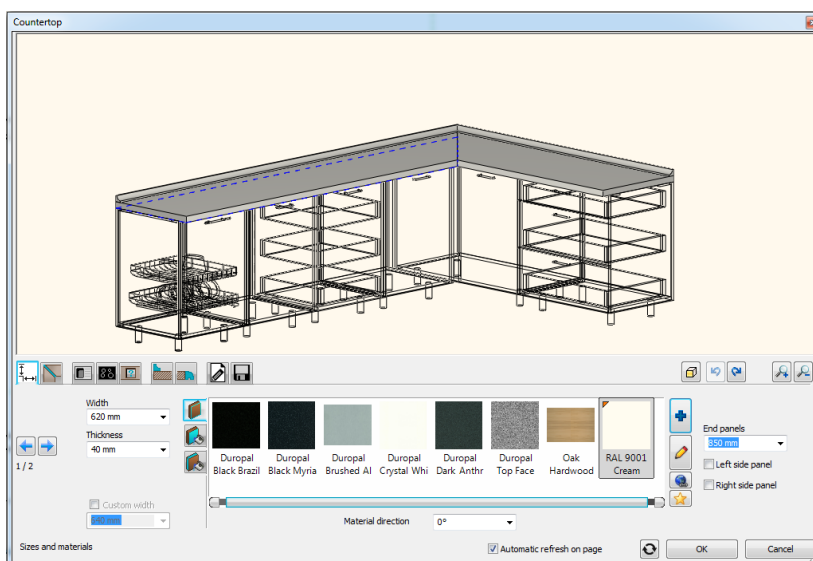 Countertop
Width
620 mm
Thickness
40 mm
1 / 2
Custom width
Duropal
Black Brazil
Duropal
Black Myria
Duropal
Brushed Al
Duropal
Crystal Whi
Duropal
Dark Anthr
Duropal
Top Face
Oak
Hardwood
RAL 9001
Cream
Material direction
0°
End panels
850 mm
Left side panel
Right side panel
Sizes and materials
Automatic refresh on page
OK
Cancel